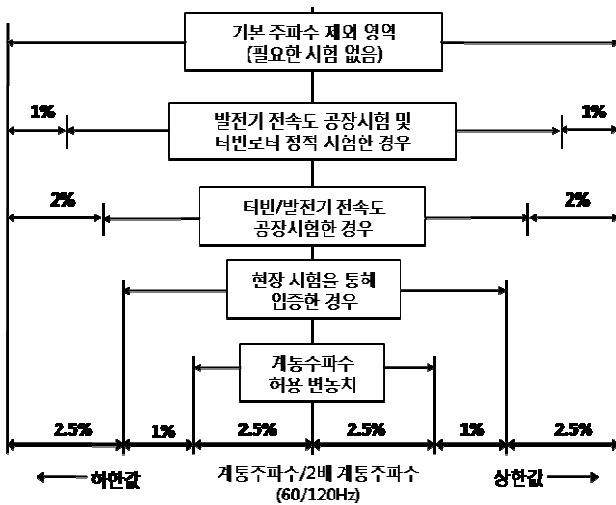 기본 주파수 제외 영역
(필요한 시험 없음)
1%
발전기 전속도 공장시험 및
터빈로터 정적 시험한 경우
1%
2%
터빈/발전기 전속도
공장시험한 경우
2%
현장 시험을 통해
인증한 경우
계통주파수
허용 변동치
2.5%
1%
2.5%
2.5%
1%
2.5%
하한값
계통주파수/2배 계통주파수
(60/120Hz)
상한값